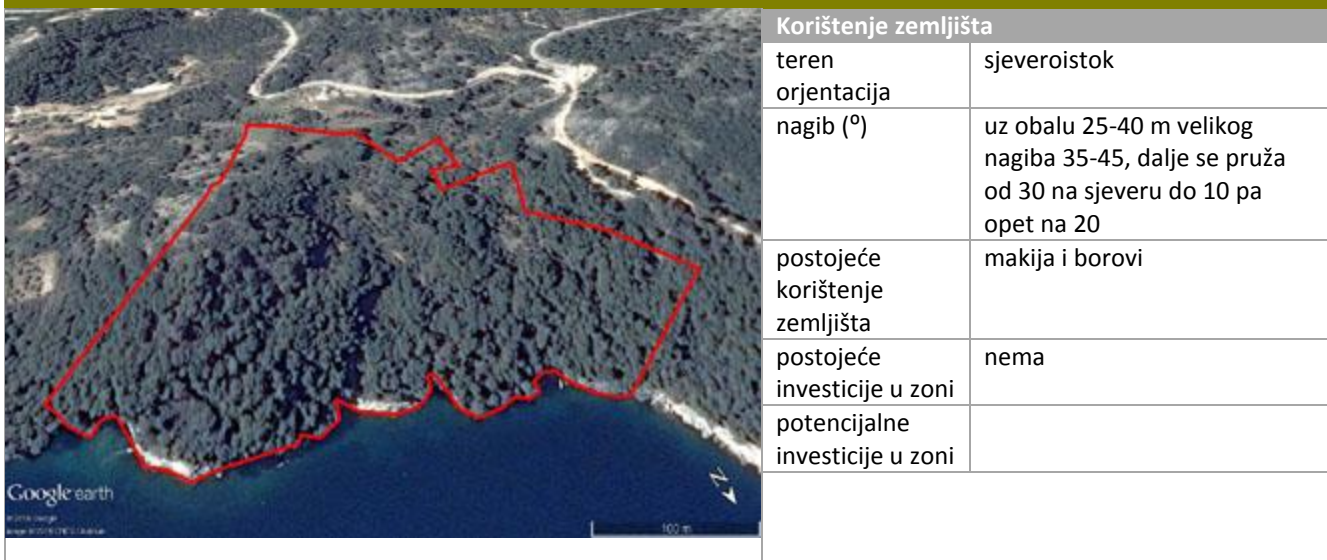 Korištenje zemljišta
teren
orjentacija
sjeveroistok
nagib (⁰)
uz obalu 25-40 m velikog
nagiba 35-45, dalje se pruža
od 30 na sjeveru do 10 pa
opet na 20
postojeće
korištenje
zemljišta
makija i borovi
postojeće
investicije u zoni
nema
potencijalne
investicije u zoni
Google earth
N
100 m